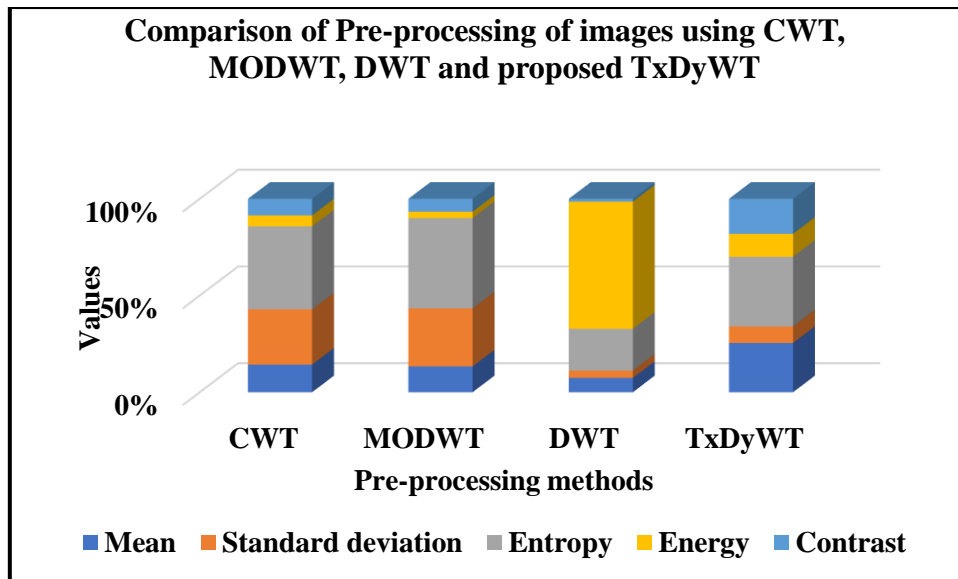 Comparison of Pre-processing of images using CWT,
MODWT, DWT and proposed TxDyWT
Values
100%
50%
0%
CWT MODWT DWT TxDyWT
Pre-processing methods
Mean Standard deviation Entropy Energy Contrast